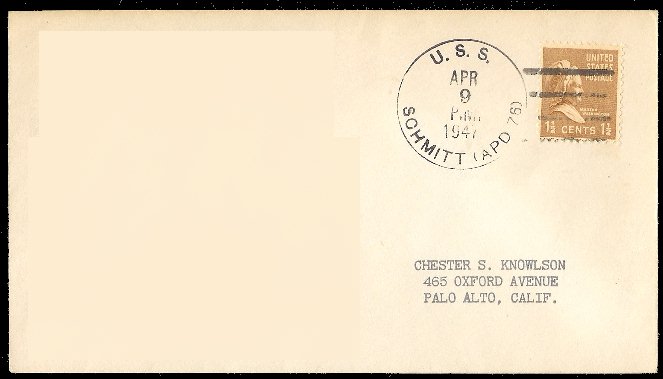 U. S. S.
APR
9
P.M.
1947
SCHMITT (APD 76)
UNITED
STATES
POSTAGE
1½ CENTS 1½
CHESTER S. KNOWLSON
465 OXFORD AVENUE
PALO ALTO, CALIF.